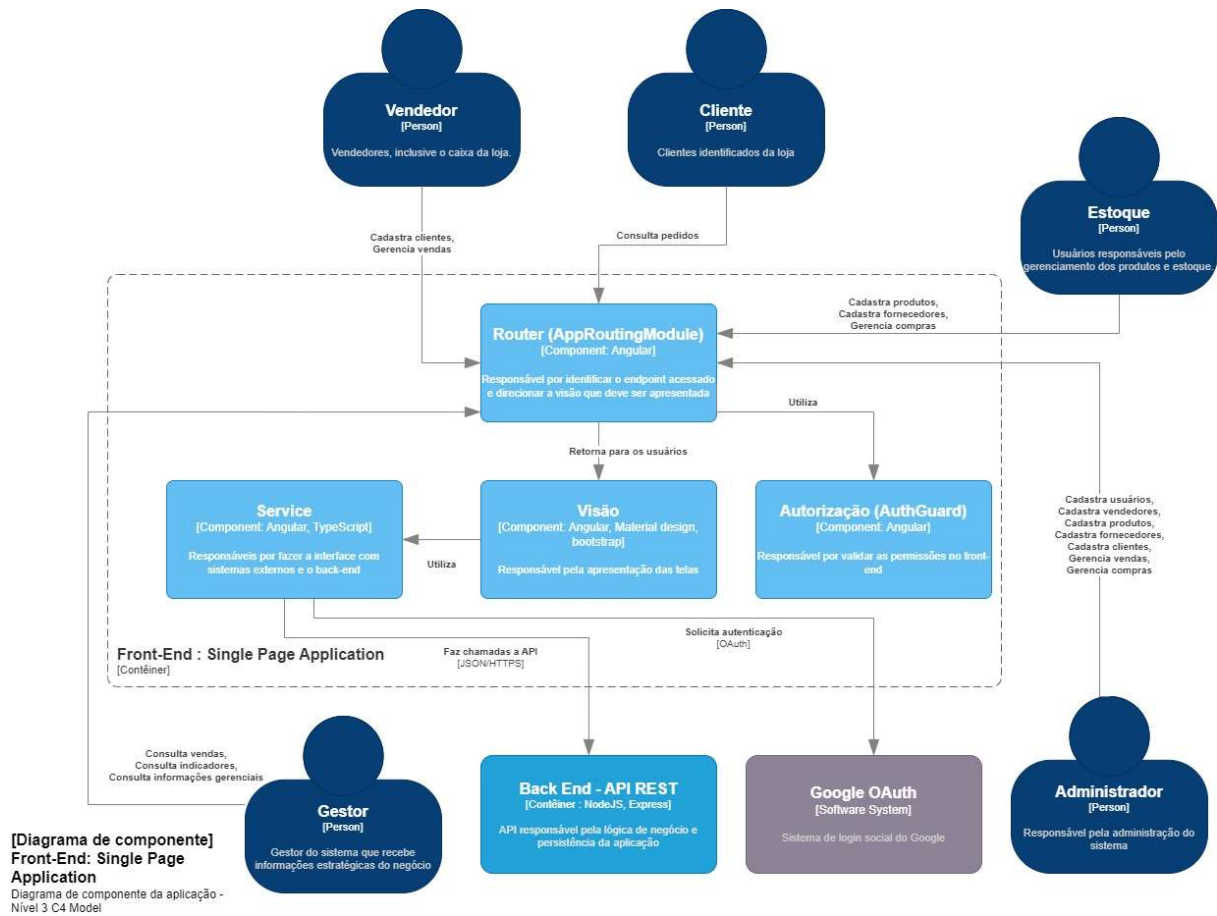 Vendedor
[Person]
Vendedores, inclusive o caixa da loja.
Cliente
[Person]
Clientes identificados da loja
Estoque
[Person]
Usuários responsáveis pelo
gerenciamento dos produtos e estoque.
Cadastra clientes,
Gerencia vendas
Consulta pedidos
Cadastra produtos,
Cadastra fornecedores,
Gerencia compras
Router (AppRoutingModule)
[Component: Angular]
Responsável por identificar o endpoint acessado
e direcionar a visão que deve ser apresentada
Utiliza
Retorna para os usuários
Service
[Component: Angular, TypeScript]
Responsáveis por fazer a interface com
sistemas externos e o back-end
Utiliza
Visão
[Component: Angular, Material design,
bootstrap]
Responsável pela apresentação das telas
Autorização (AuthGuard)
[Component: Angular]
Responsável por validar as permissões no front-
end
Cadastra usuários,
Cadastra vendedores,
Cadastra produtos,
Cadastra fornecedores,
Cadastra clientes,
Gerencia vendas,
Gerencia compras
Front-End : Single Page Application
[Contêiner]
Faz chamadas a API
[JSON/HTTPS]
Solicita autenticação
[OAuth]
Consulta vendas,
Consulta indicadores,
Consulta informações gerenciais
Gestor
[Person]
Gestor do sistema que recebe
informações estratégicas do negócio
Back End - API REST
[Contêiner : NodeJS, Express]
API responsável pela lógica de negócio e
persistência da aplicação
Google OAuth
[Software System]
Sistema de login social do Google
Administrador
[Person]
Responsável pela administração do
sistema
[Diagrama de componente]
Front-End: Single Page
Application
Diagrama de componente da aplicação -
Nível 3 C4 Model